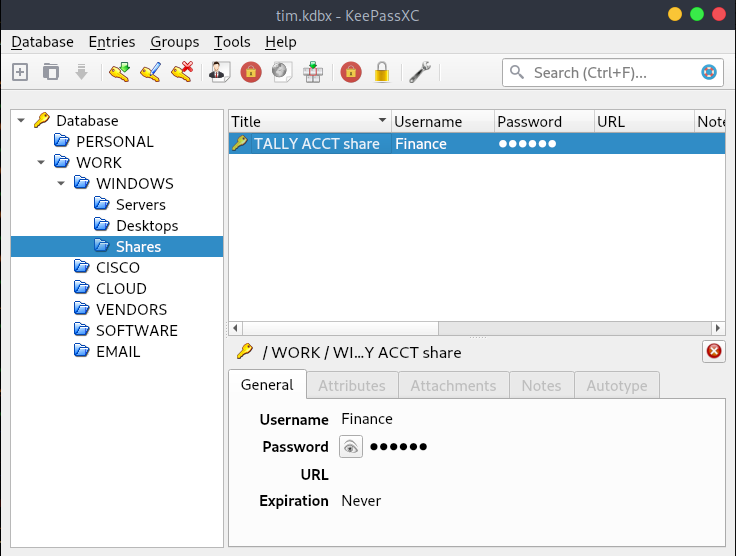 tim.kdbx - KeePassXC
Database Entries Groups Tools Help
Search (Ctrl+F)...
Database
PERSONAL
WORK
WINDOWS
Servers
Desktops
Shares
CISCO
CLOUD
VENDORS
SOFTWARE
EMAIL
Title Username Password URL Note
TALLY ACCT share Finance ●●●●●●
/ WORK / WI...Y ACCT share
General Attributes Attachments Notes Autotype
Username Finance
Password ●●●●●●
URL
Expiration Never